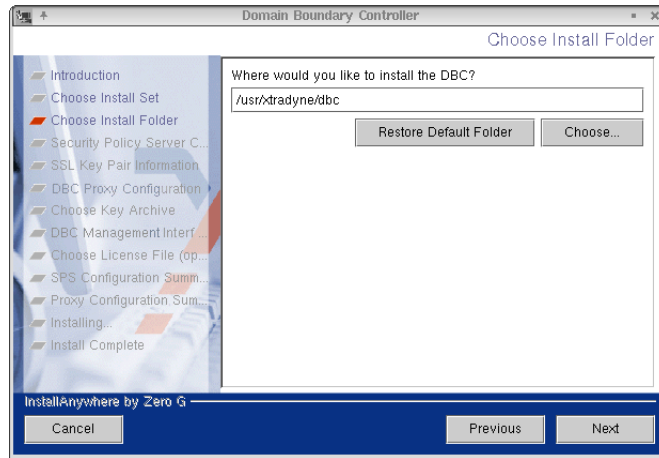 Domain Boundary Controller
Choose Install Folder
Introduction
Choose Install Set
Choose Install Folder
Security Policy Server C...
SSL Key Pair Information
DBC Proxy Configuration
Choose Key Archive
DBC Management Interf...
Choose License File (op...
SPS Configuration Summ...
Proxy Configuration Sum...
Installing...
Install Complete
Where would you like to install the DBC?
/usr/xtradyne/dbc
Restore Default Folder
Choose...
InstallAnywhere by Zero G
Cancel
Previous
Next